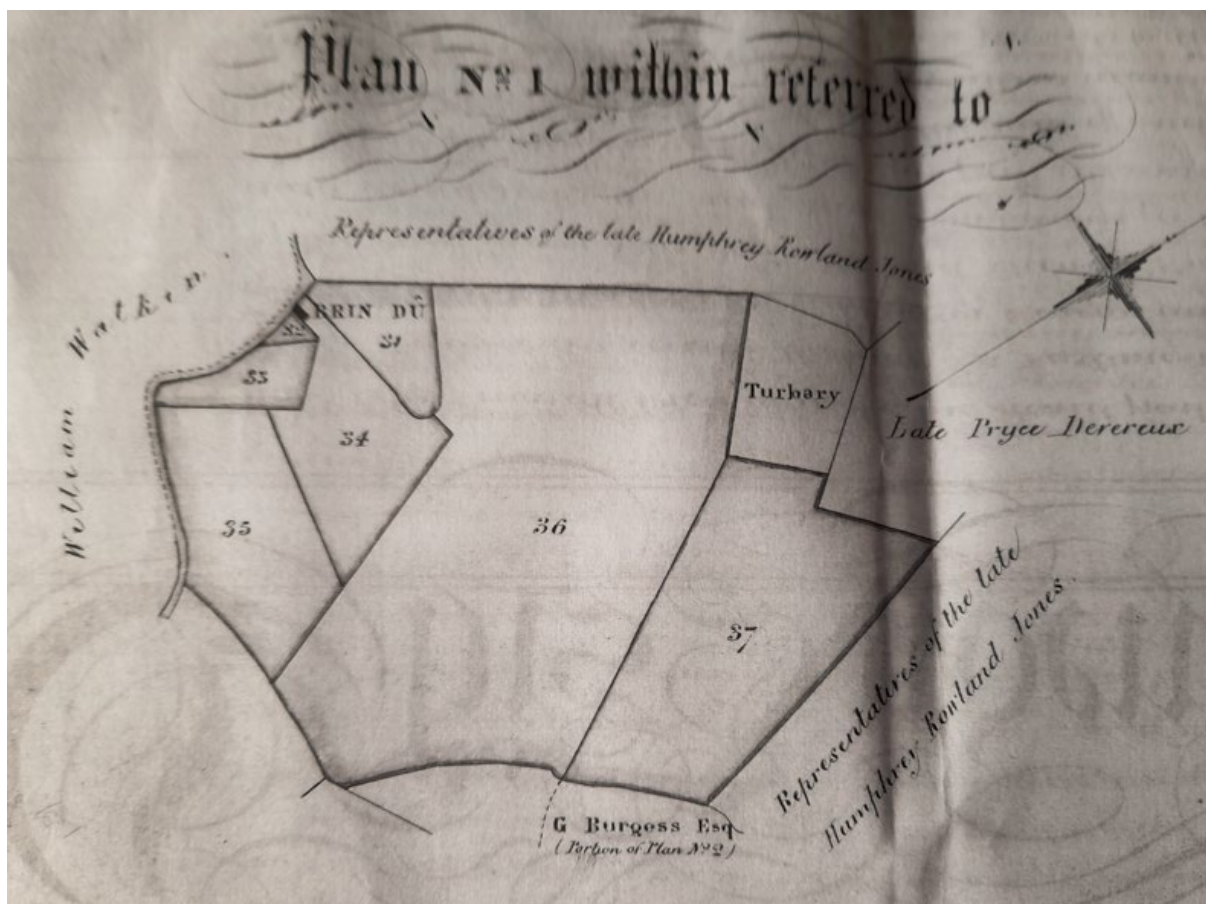 Plan Nº 1 within referred to
Representatives of the late Humphrey Rowland Jones
William Watkin
BRIN DÛ
31
32
33
34
35
36
37
Turbary
Late Pryce Devereux
Representatives of the late
Humphrey Rowland Jones.
G Burgess Esq
(Portion of Plan Nº 2)